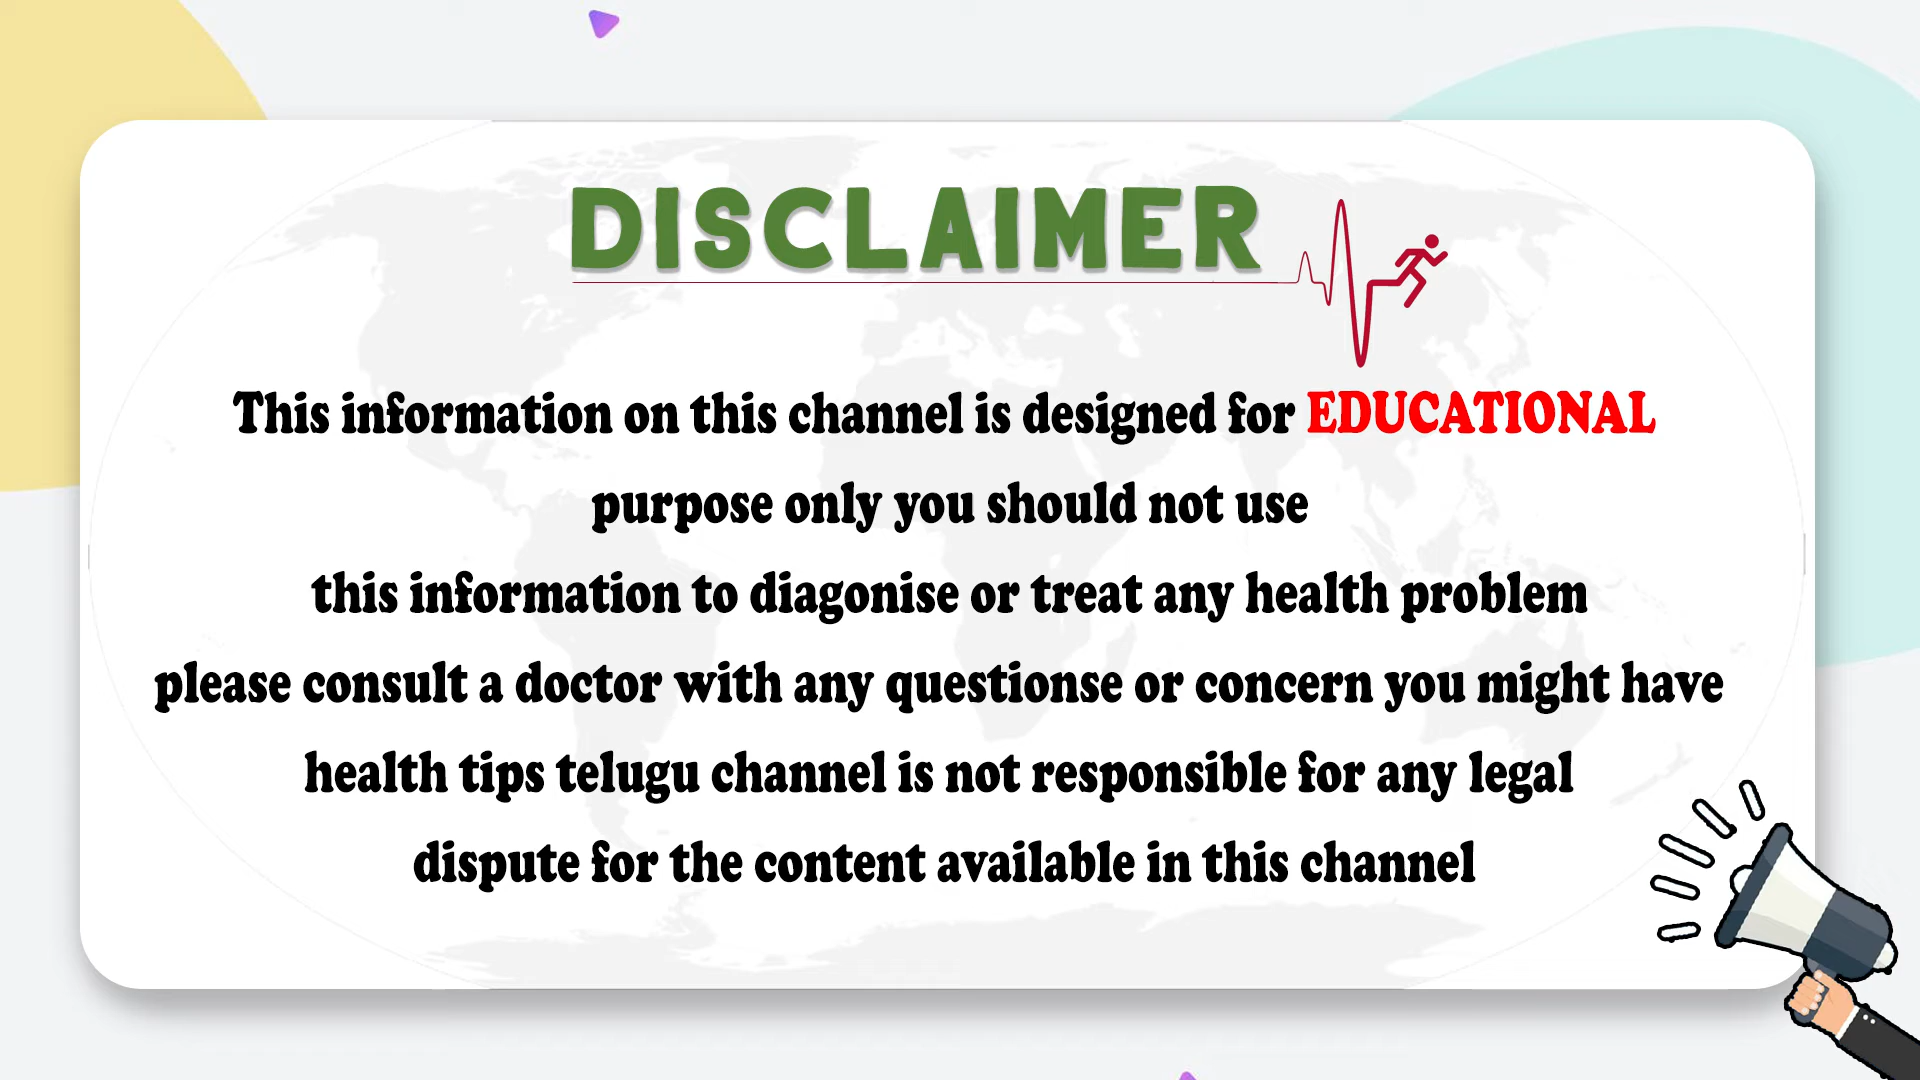 DISCLAIMER
This information on this channel is designed for EDUCATIONAL
purpose only you should not use
this information to diagonise or treat any health problem
please consult a doctor with any questionse or concern you might have
health tips telugu channel is not responsible for any legal
dispute for the content available in this channel